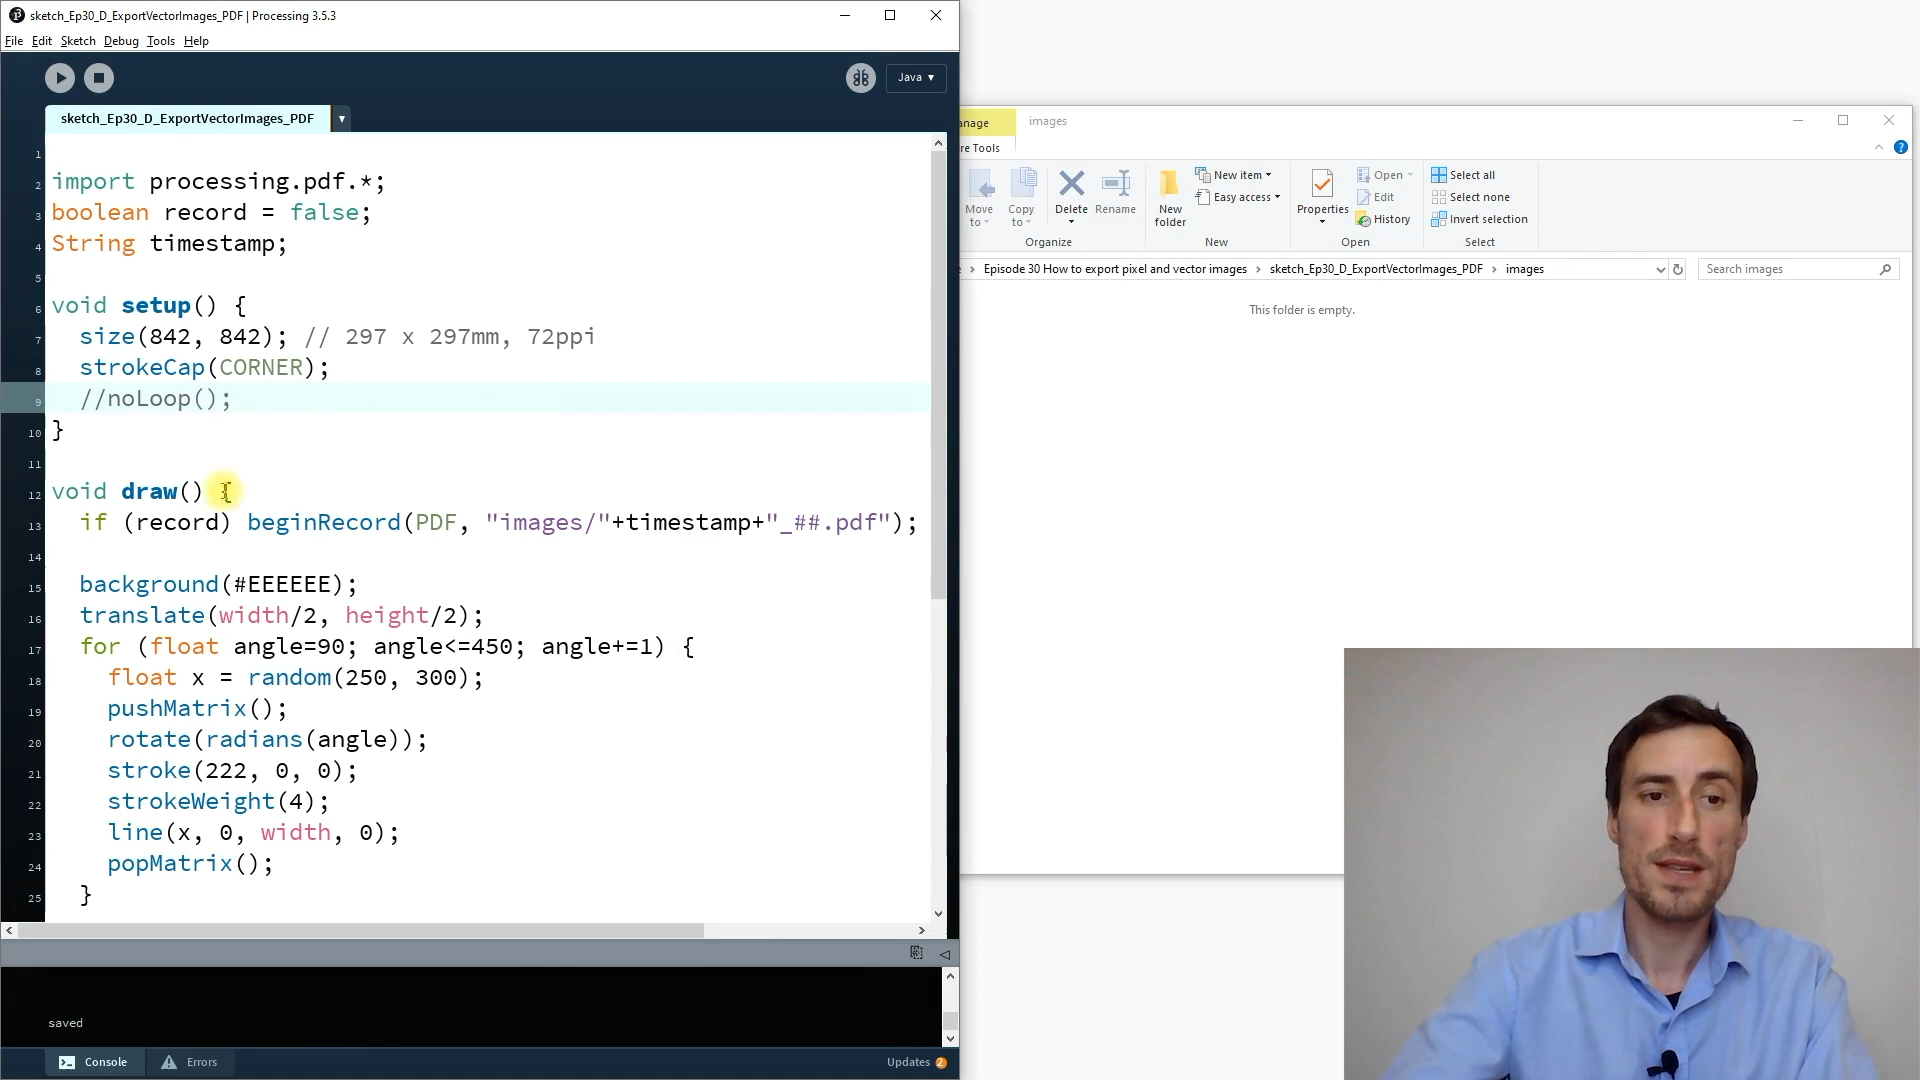 sketch_Ep30_D_ExportVectorImages_PDF | Processing 3.5.3
File Edit Sketch Debug Tools Help
Java ▾
sketch_Ep30_D_ExportVectorImages_PDF ▾
1
2 import processing.pdf.*;
3 boolean record = false;
4 String timestamp;
5
6 void setup() {
7 size(842, 842); // 297 x 297mm, 72ppi
8 strokeCap(CORNER);
9 //noLoop();
10 }
11
12 void draw() {
13 if (record) beginRecord(PDF, "images/"+timestamp+"_##.pdf");
14
15 background(#EEEEEE);
16 translate(width/2, height/2);
17 for (float angle=90; angle<=450; angle+=1) {
18 float x = random(250, 300);
19 pushMatrix();
20 rotate(radians(angle));
21 stroke(222, 0, 0);
22 strokeWeight(4);
23 line(x, 0, width, 0);
24 popMatrix();
25 }
saved
Console Errors
Updates 2
anage images
re Tools
Move to
Copy to
Delete
Rename
New folder
New item
Easy access
Properties
Open
Edit
History
Select all
Select none
Invert selection
Organize New Open Select
e › Episode 30 How to export pixel and vector images › sketch_Ep30_D_ExportVectorImages_PDF › images
Search images
This folder is empty.